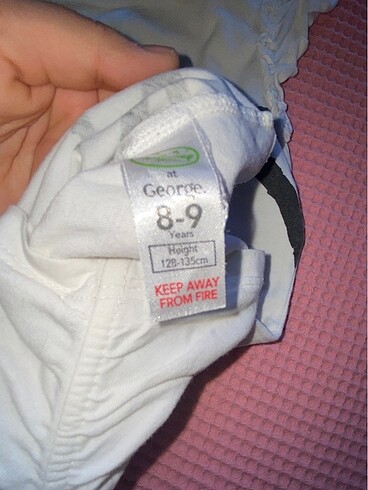 at
George.
8-9
Years
Height
128-135cm
KEEP AWAY
FROM FIRE